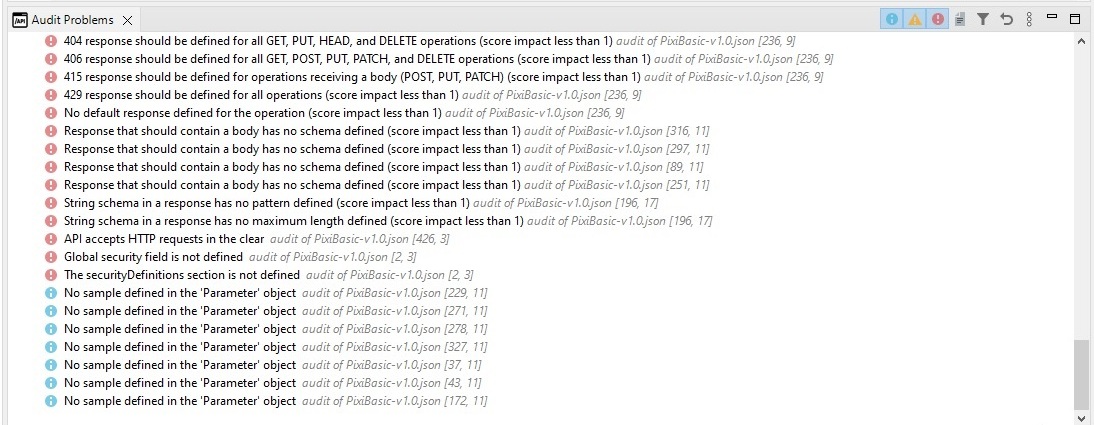 /API Audit Problems
404 response should be defined for all GET, PUT, HEAD, and DELETE operations (score impact less than 1) audit of PixiBasic-v1.0.json [236, 9]
406 response should be defined for all GET, POST, PUT, PATCH, and DELETE operations (score impact less than 1) audit of PixiBasic-v1.0.json [236, 9]
415 response should be defined for operations receiving a body (POST, PUT, PATCH) (score impact less than 1) audit of PixiBasic-v1.0.json [236, 9]
429 response should be defined for all operations (score impact less than 1) audit of PixiBasic-v1.0.json [236, 9]
No default response defined for the operation (score impact less than 1) audit of PixiBasic-v1.0.json [236, 9]
Response that should contain a body has no schema defined (score impact less than 1) audit of PixiBasic-v1.0.json [316, 11]
Response that should contain a body has no schema defined (score impact less than 1) audit of PixiBasic-v1.0.json [297, 11]
Response that should contain a body has no schema defined (score impact less than 1) audit of PixiBasic-v1.0.json [89, 11]
Response that should contain a body has no schema defined (score impact less than 1) audit of PixiBasic-v1.0.json [251, 11]
String schema in a response has no pattern defined (score impact less than 1) audit of PixiBasic-v1.0.json [196, 17]
String schema in a response has no maximum length defined (score impact less than 1) audit of PixiBasic-v1.0.json [196, 17]
API accepts HTTP requests in the clear audit of PixiBasic-v1.0.json [426, 3]
Global security field is not defined audit of PixiBasic-v1.0.json [2, 3]
The securityDefinitions section is not defined audit of PixiBasic-v1.0.json [2, 3]
No sample defined in the 'Parameter' object audit of PixiBasic-v1.0.json [229, 11]
No sample defined in the 'Parameter' object audit of PixiBasic-v1.0.json [271, 11]
No sample defined in the 'Parameter' object audit of PixiBasic-v1.0.json [278, 11]
No sample defined in the 'Parameter' object audit of PixiBasic-v1.0.json [327, 11]
No sample defined in the 'Parameter' object audit of PixiBasic-v1.0.json [37, 11]
No sample defined in the 'Parameter' object audit of PixiBasic-v1.0.json [43, 11]
No sample defined in the 'Parameter' object audit of PixiBasic-v1.0.json [172, 11]